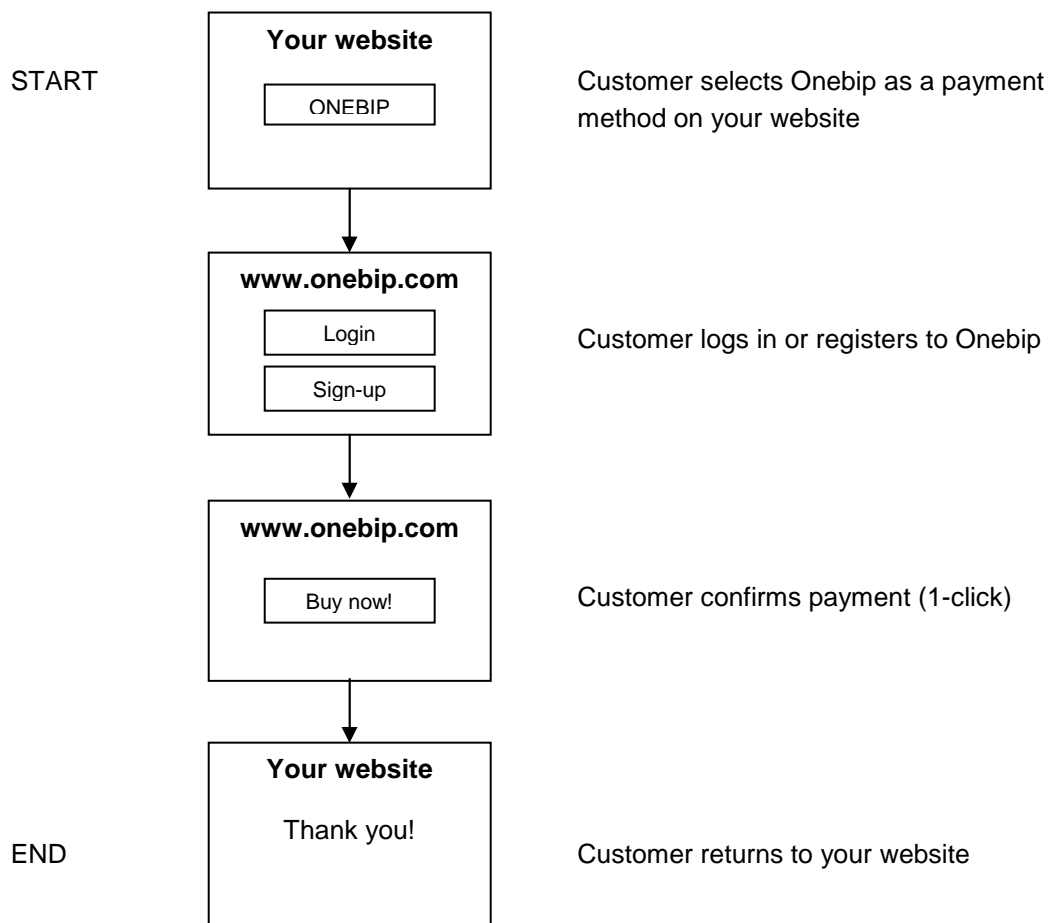 Your website
START
ONEBIP
Customer selects Onebip as a payment
method on your website
www.onebip.com
Login
Customer logs in or registers to Onebip
Sign-up
www.onebip.com
Buy now!
Customer confirms payment (1-click)
Your website
Thank you!
END
Customer returns to your website